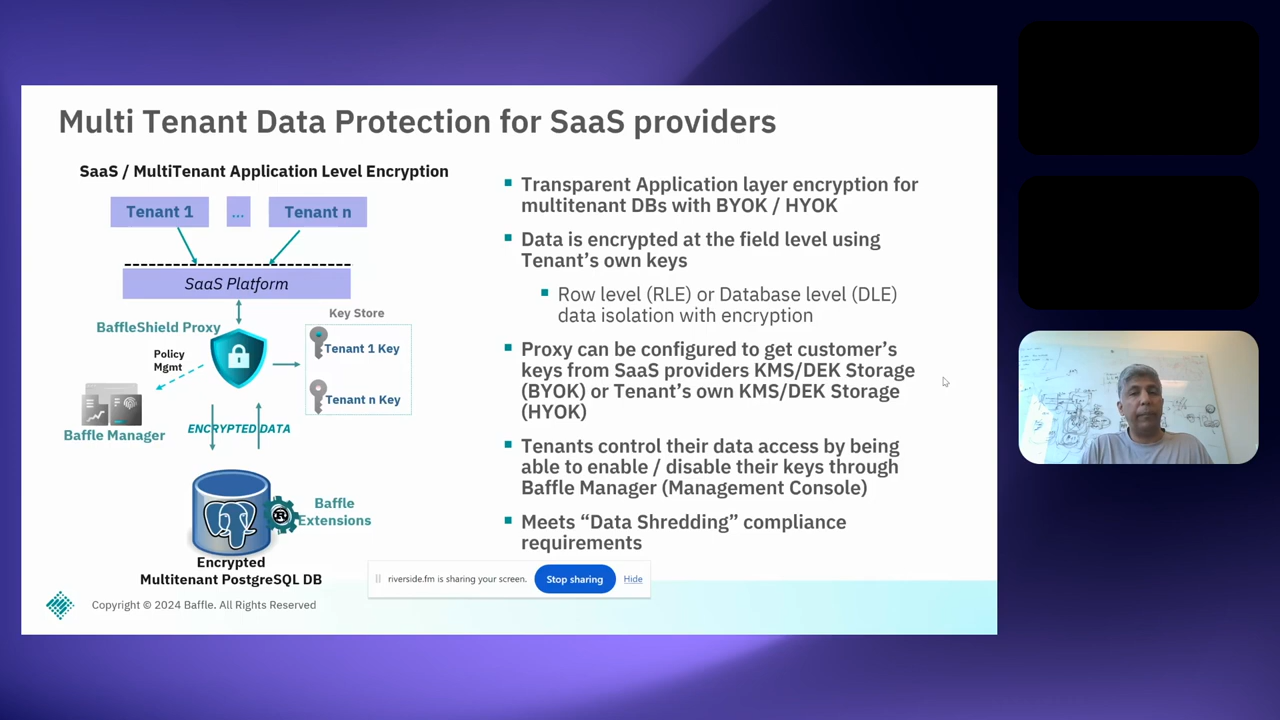 Multi Tenant Data Protection for SaaS providers
SaaS / MultiTenant Application Level Encryption
Tenant 1
...
Tenant n
SaaS Platform
BaffleShield Proxy
Key Store
Tenant 1 Key
Tenant n Key
Policy
Mgmt
Baffle Manager
ENCRYPTED DATA
Baffle
Extensions
Encrypted
Multitenant PostgreSQL DB
Transparent Application layer encryption for
multitenant DBs with BYOK / HYOK
Data is encrypted at the field level using
Tenant's own keys
Row level (RLE) or Database level (DLE)
data isolation with encryption
Proxy can be configured to get customer's
keys from SaaS providers KMS/DEK Storage
(BYOK) or Tenant's own KMS/DEK Storage
(HYOK)
Tenants control their data access by being
able to enable / disable their keys through
Baffle Manager (Management Console)
Meets “Data Shredding” compliance
requirements
riverside.fm is sharing your screen.
Stop sharing
Hide
Copyright © 2024 Baffle. All Rights Reserved